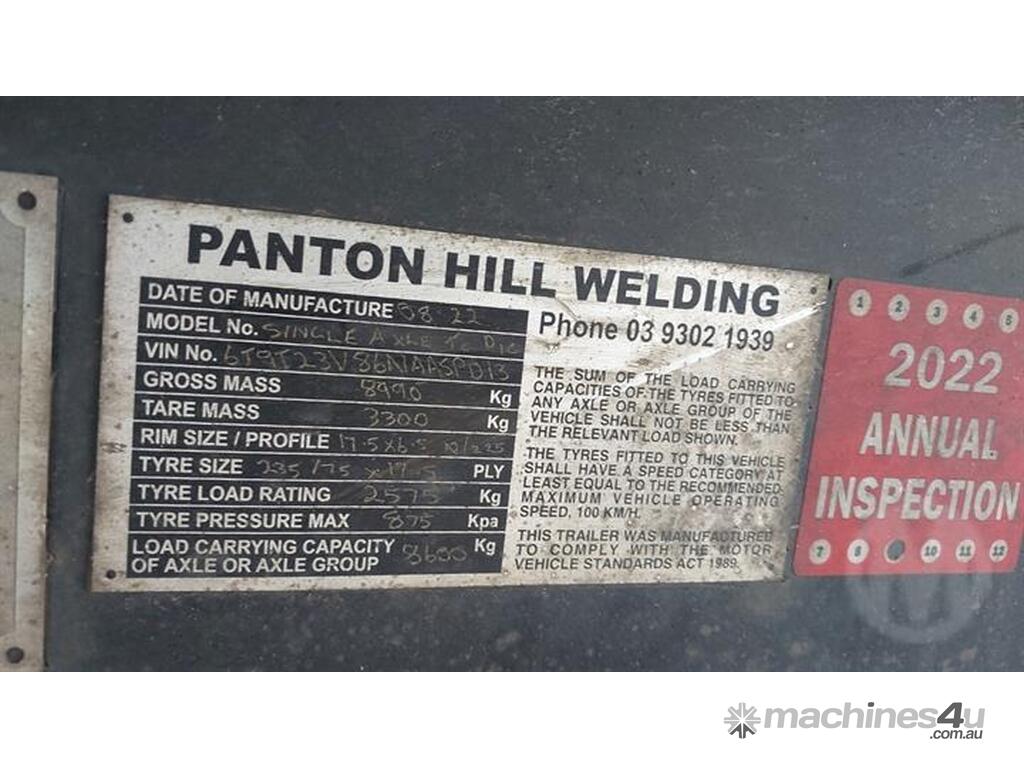 PANTON HILL WELDING
DATE OF MANUFACTURE 08 22
MODEL No. SINGLE AXLE
VIN No.
GROSS MASS 8990 Kg
TARE MASS 3300 Kg
RIM SIZE / PROFILE 17.5X6.5 10/225
TYRE SIZE 235/75 X 17.5 PLY
TYRE LOAD RATING 2575 Kg
TYRE PRESSURE MAX 875 Kpa
LOAD CARRYING CAPACITY
OF AXLE OR AXLE GROUP 8600 Kg
Phone 03 9302 1939
THE SUM OF THE LOAD CARRYING
CAPACITIES OF THE TYRES FITTED TO
ANY AXLE OR AXLE GROUP OF THE
VEHICLE SHALL NOT BE LESS THAN
THE RELEVANT LOAD SHOWN.
THE TYRES FITTED TO THIS VEHICLE
SHALL HAVE A SPEED CATEGORY AT
LEAST EQUAL TO THE RECOMMENDED
MAXIMUM VEHICLE OPERATING
SPEED, 100 KM/H.
THIS TRAILER WAS MANUFACTURED
TO COMPLY WITH THE MOTOR
VEHICLE STANDARDS ACT 1989.
1 2 3 4 5
2022
ANNUAL
INSPECTION
7 8 10 11 12
machines4u
.com.au